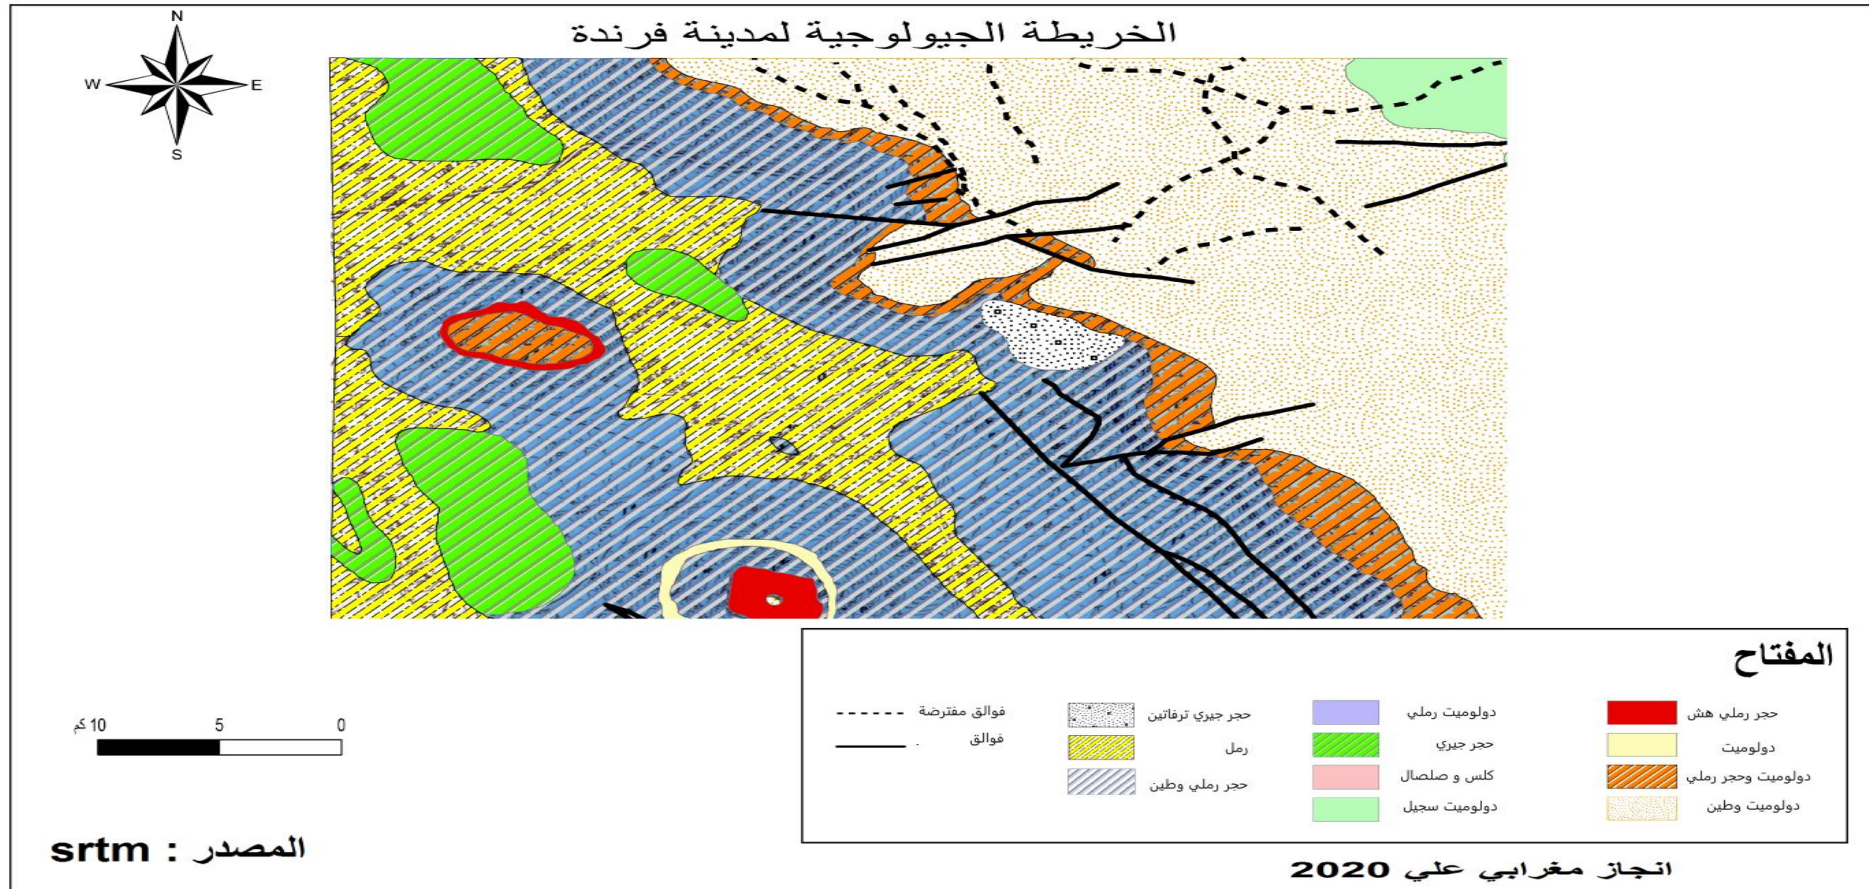 الخريطة الجيولوجية لمدينة فرندة
N
W
E
S
المفتاح
حجر رملي هش
دولوميت
دولوميت وحجر رملي
دولوميت وطين
دولوميت رملي
حجر جيري
كلس و صلصال
دولوميت سجيل
حجر جيري ترفاتين
رمل
حجر رملي وطين
فوالق مفترضة
فوالق
0 5 10 كم
المصدر : srtm
انجاز مغرابي علي 2020